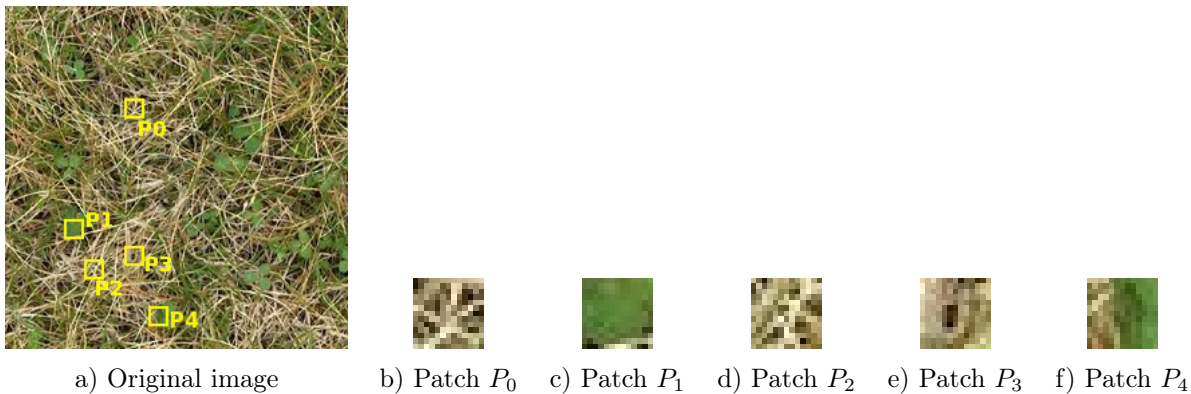 P0
P1
P3
P2
P4
a) Original image
b) Patch P₀
c) Patch P₁
d) Patch P₂
e) Patch P₃
f) Patch P₄